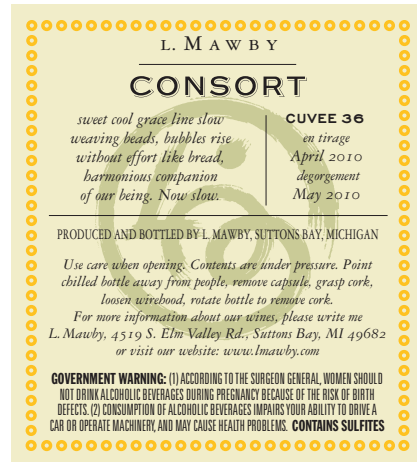 L. MAWBY
CONSORT
sweet cool grace line slow
weaving beads, bubbles rise
without effort like bread,
harmonious companion
of our being. Now slow.
CUVEE 36
en tirage
April 2010
degorgement
May 2010
PRODUCED AND BOTTLED BY L. MAWBY, SUTTONS BAY, MICHIGAN
Use care when opening. Contents are under pressure. Point
chilled bottle away from people, remove capsule, grasp cork,
loosen wirehood, rotate bottle to remove cork.
For more information about our wines, please write me
L. Mawby, 4519 S. Elm Valley Rd., Suttons Bay, MI 49682
or visit our website: www.lmawby.com
GOVERNMENT WARNING: (1) ACCORDING TO THE SURGEON GENERAL, WOMEN SHOULD
NOT DRINK ALCOHOLIC BEVERAGES DURING PREGNANCY BECAUSE OF THE RISK OF BIRTH
DEFECTS. (2) CONSUMPTION OF ALCOHOLIC BEVERAGES IMPAIRS YOUR ABILITY TO DRIVE A
CAR OR OPERATE MACHINERY, AND MAY CAUSE HEALTH PROBLEMS. CONTAINS SULFITES